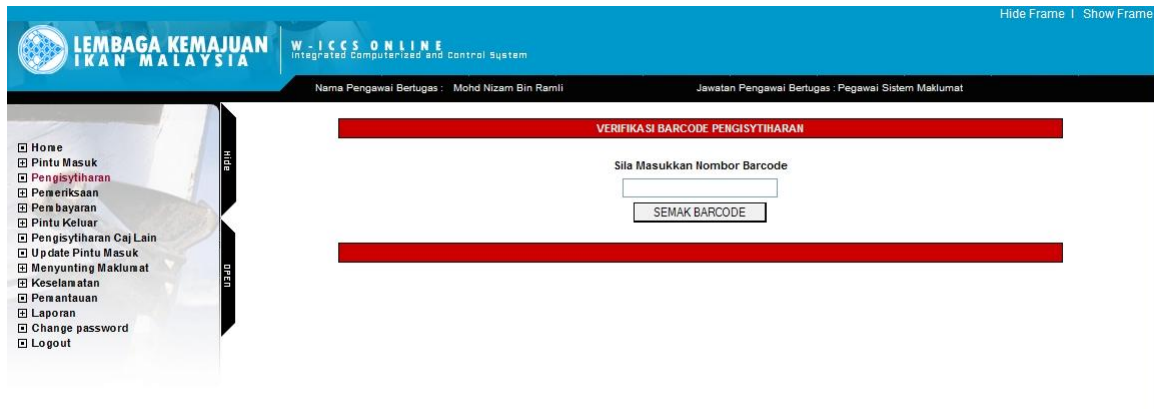 Hide Frame I Show Frame
LEMBAGA KEMAJUAN
IKAN MALAYSIA
W-ICCS ONLINE
Integrated Computerized and Control System
Nama Pengawai Bertugas : Mohd Nizam Bin Ramli
Jawatan Pengawai Bertugas : Pegawai Sistem Maklumat
Home
Pintu Masuk
Pengisytiharan
Pemeriksaan
Pembayaran
Pintu Keluar
Pengisytiharan Caj Lain
Update Pintu Masuk
Menyunting Maklumat
Keselamatan
Pemantauan
Laporan
Change password
Logout
Hide
OPEN
VERIFIKASI BARCODE PENGISYTIHARAN
Sila Masukkan Nombor Barcode
SEMAK BARCODE